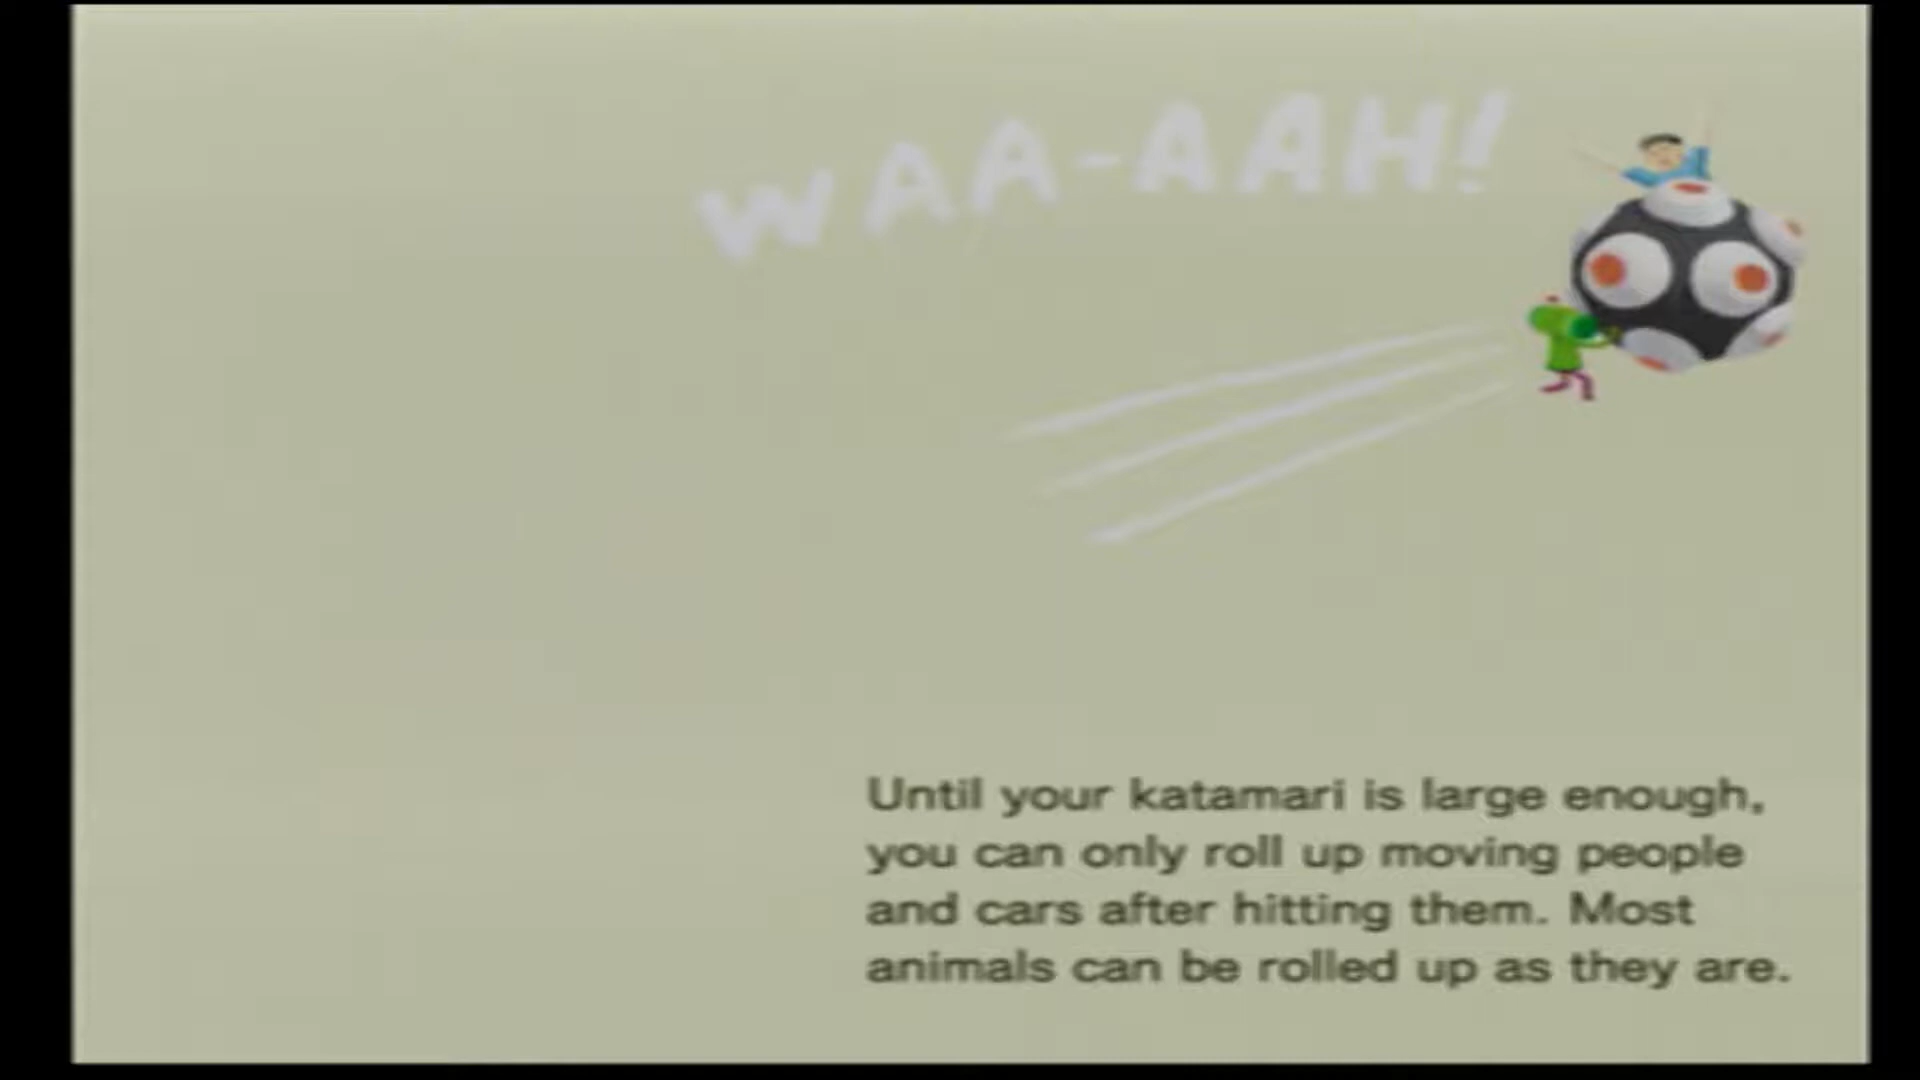 WAA-AAH!
Until your katamari is large enough,
you can only roll up moving people
and cars after hitting them. Most
animals can be rolled up as they are.